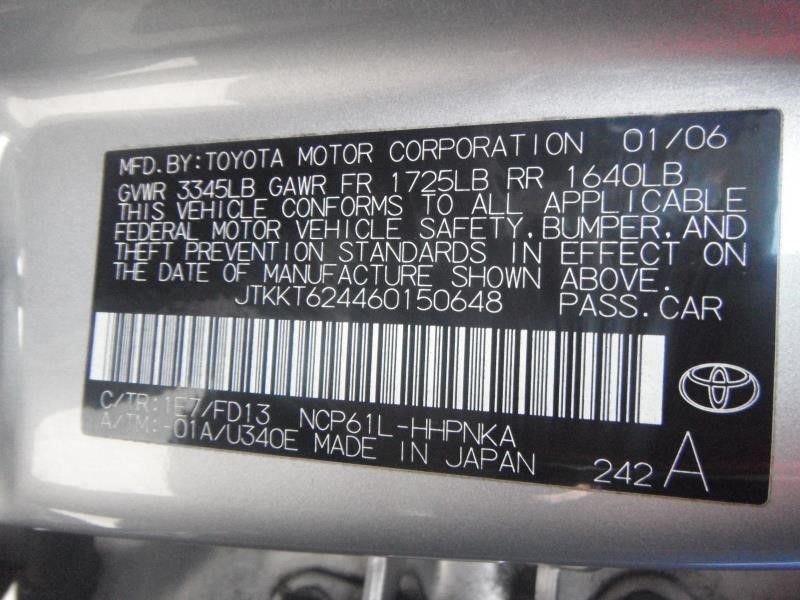 MFD.BY:TOYOTA MOTOR CORPORATION 01/06
GVWR 3345LB GAWR FR 1725LB RR 1640LB
THIS VEHICLE CONFORMS TO ALL APPLICABLE
FEDERAL MOTOR VEHICLE SAFETY,BUMPER,AND
THEFT PREVENTION STANDARDS IN EFFECT ON
THE DATE OF MANUFACTURE SHOWN ABOVE.
JTKKT624460150648 PASS.CAR
C/TR:1E7/FD13 NCP61L-HHPNKA
A/TM:-01A/U340E MADE IN JAPAN 242 A